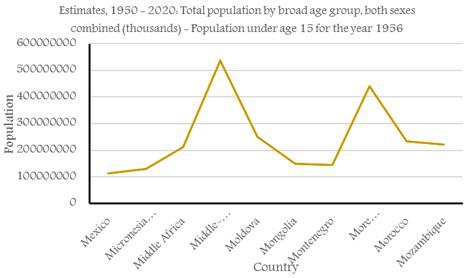 Estimates, 1950 - 2020: Total population by broad age group, both sexes
combined (thousands) - Population under age 15 for the year 1956
Population
600000000
500000000
400000000
300000000
200000000
100000000
0
Mexico
Micronesia...
Middle Africa
Middle-...
Moldova
Mongolia
Montenegro
More...
Morocco
Mozambique
Country